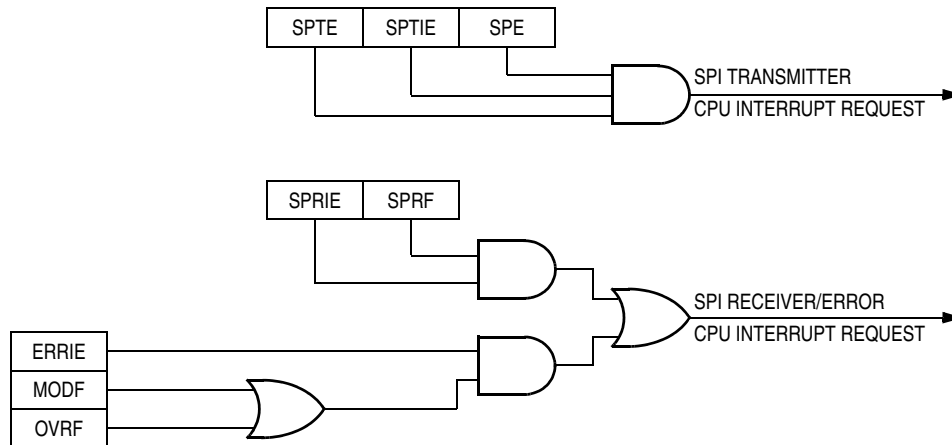 SPTE SPTIE SPE
SPI TRANSMITTER
CPU INTERRUPT REQUEST
SPRIE SPRF
SPI RECEIVER/ERROR
CPU INTERRUPT REQUEST
ERRIE
MODF
OVRF